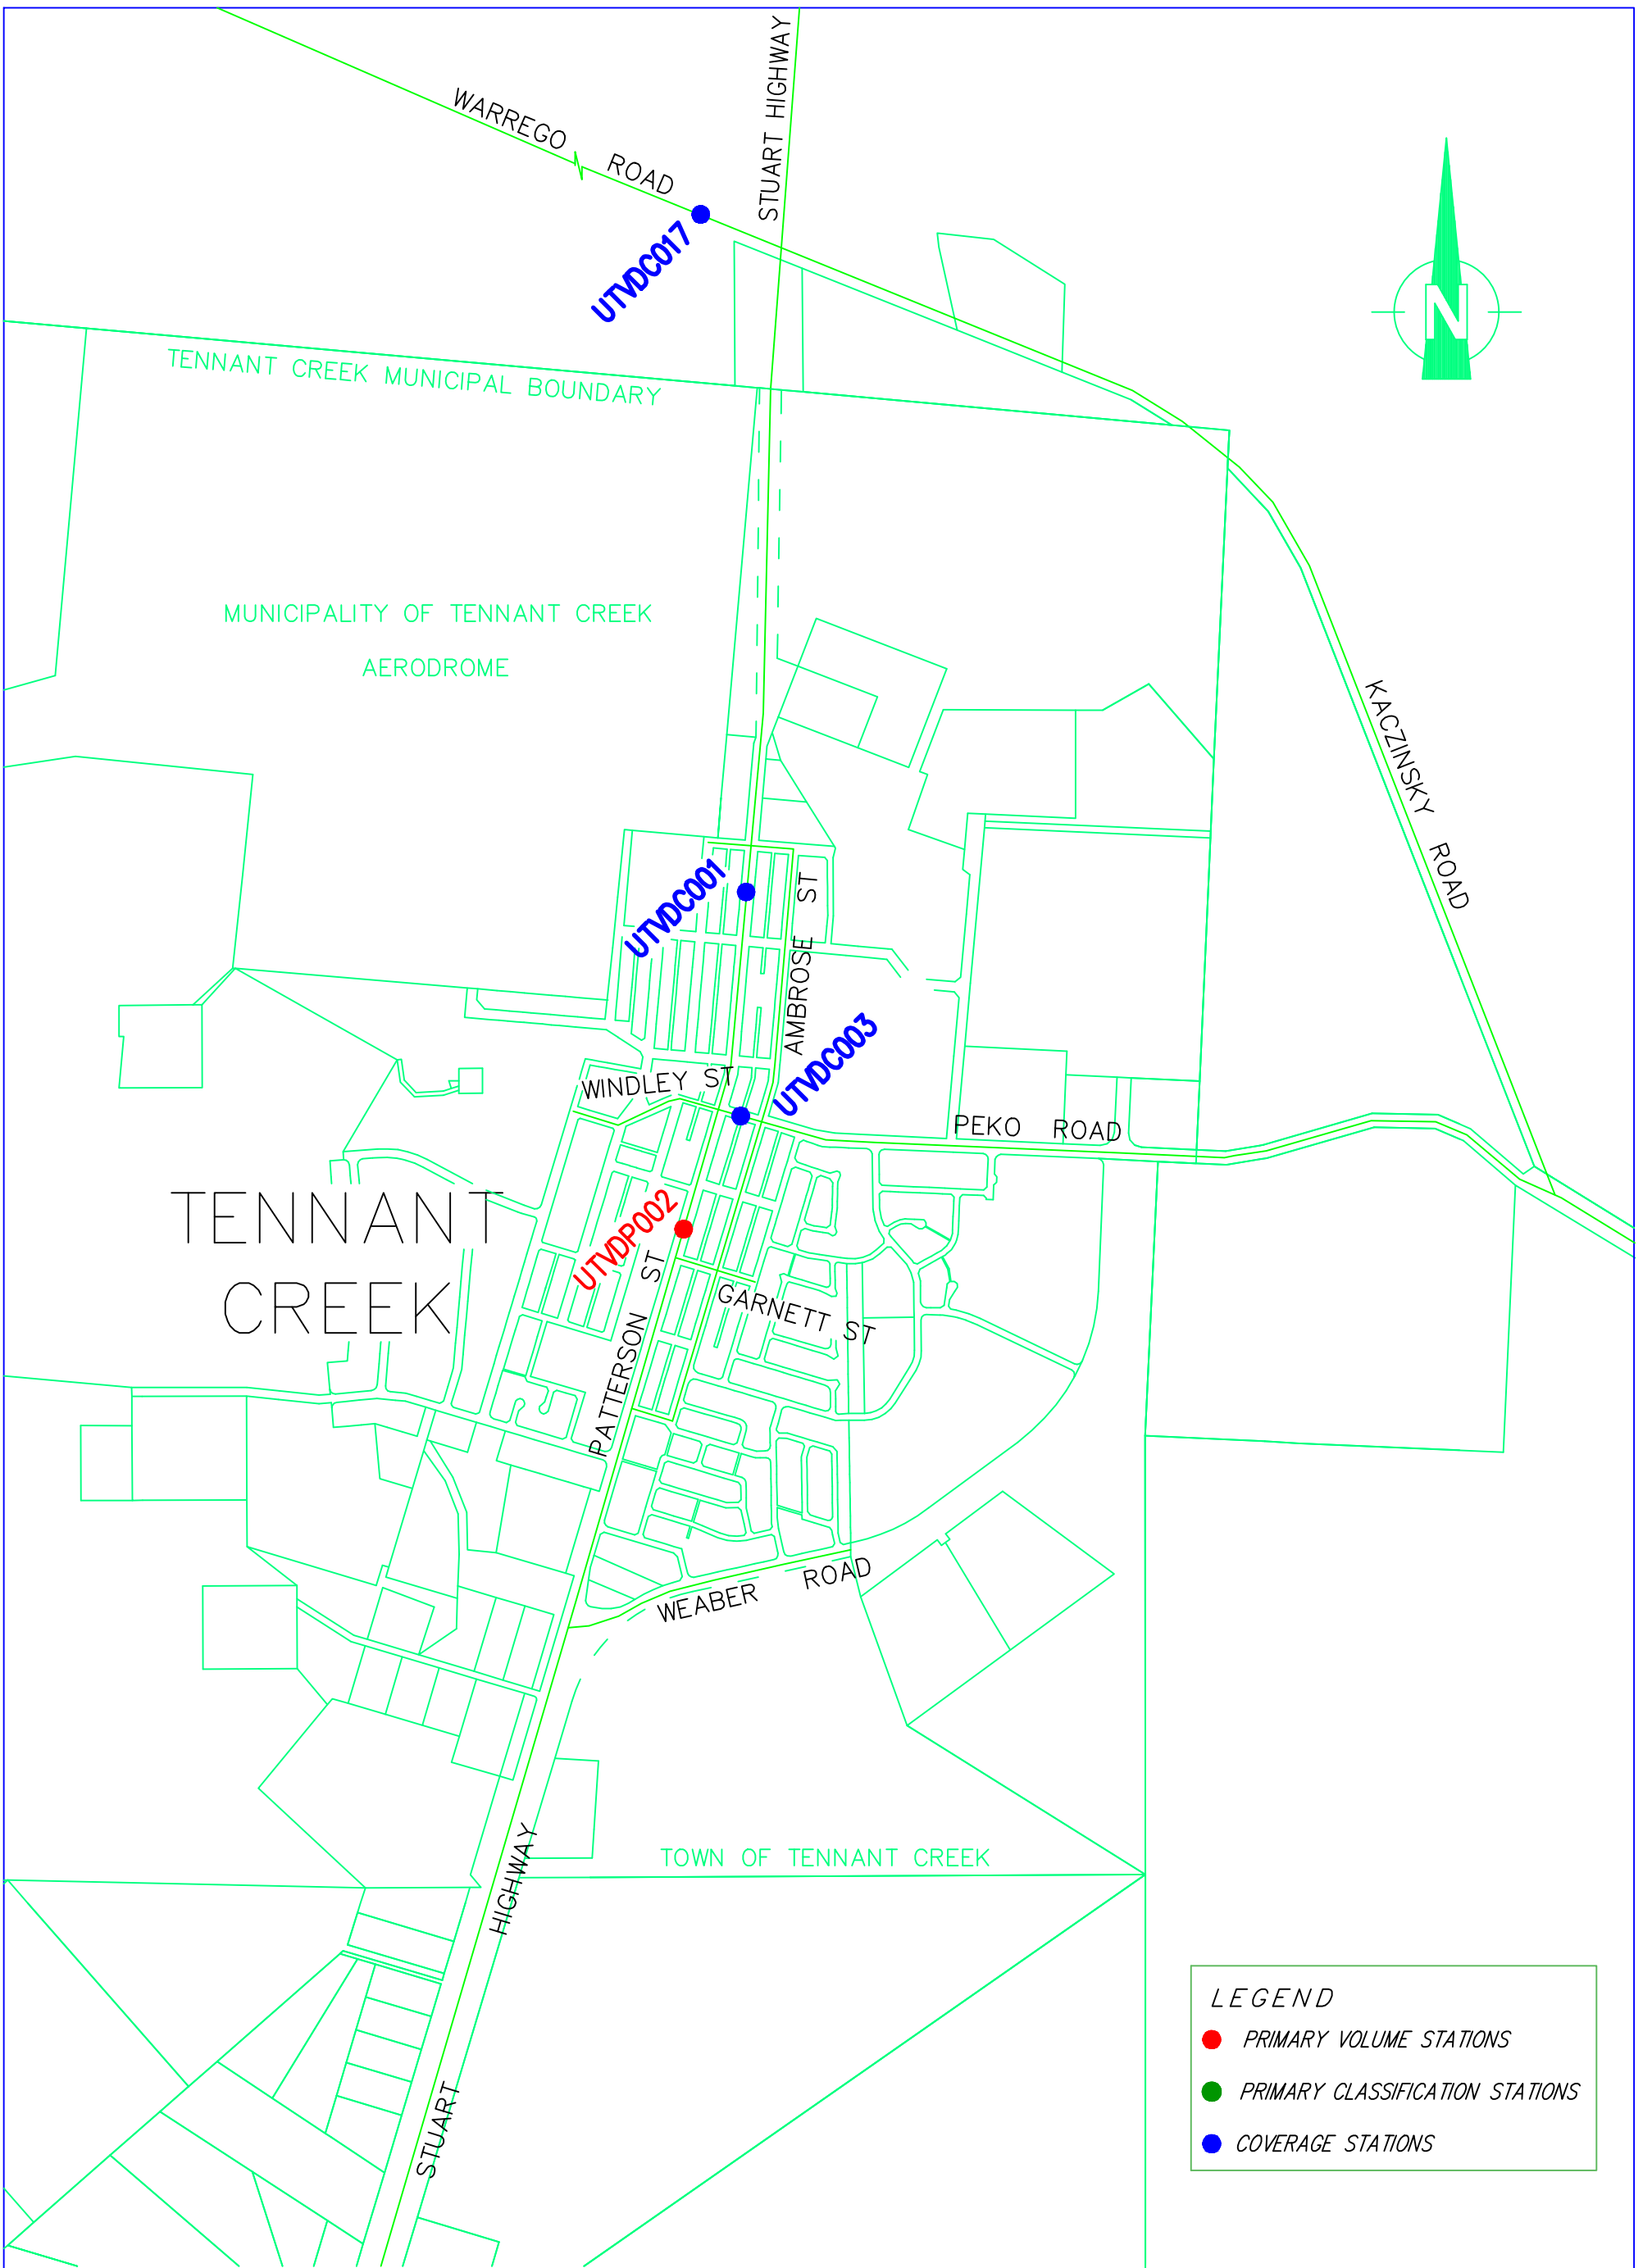 STUART HIGHWAY
WARREGO ROAD
UTVDC017
N
TENNANT CREEK MUNICIPAL BOUNDARY
MUNICIPALITY OF TENNANT CREEK
AERODROME
KACZINSKY ROAD
UTVDC001
AMBROSE ST
UTVDC003
WINDLEY ST
PEKO ROAD
TENNANT
CREEK
UTVDP002
PATTERSON ST
GARNETT ST
WEABER ROAD
TOWN OF TENNANT CREEK
STUART HIGHWAY
LEGEND
PRIMARY VOLUME STATIONS
PRIMARY CLASSIFICATION STATIONS
COVERAGE STATIONS